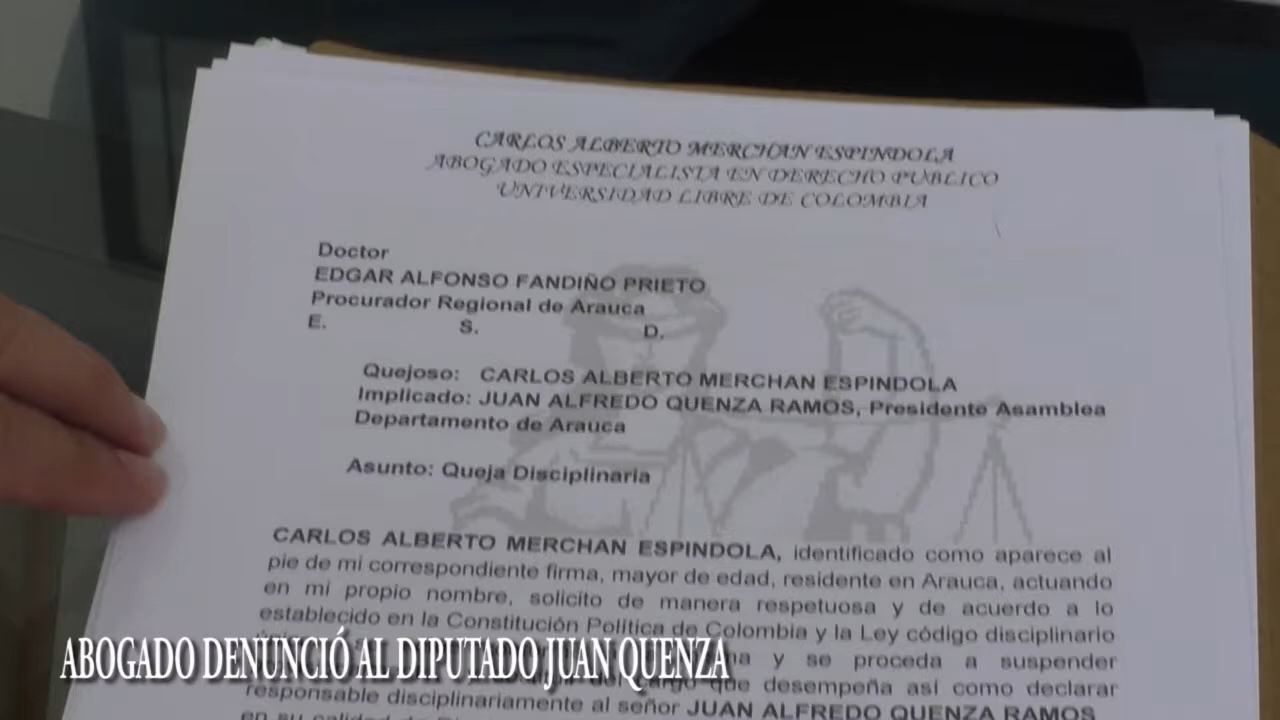 CARLOS ALBERTO MERCHAN ESPINDOLA
ABOGADO ESPECIALISTA EN DERECHO PUBLICO
UNIVERSIDAD LIBRE DE COLOMBIA
Doctor
EDGAR ALFONSO FANDIÑO PRIETO
Procurador Regional de Arauca
E. S. D.
Quejoso: CARLOS ALBERTO MERCHAN ESPINDOLA
Implicado: JUAN ALFREDO QUENZA RAMOS, Presidente Asamblea
Departamento de Arauca
Asunto: Queja Disciplinaria
CARLOS ALBERTO MERCHAN ESPINDOLA, identificado como aparece al
pie de mi correspondiente firma, mayor de edad, residente en Arauca, actuando
en mi propio nombre, solicito de manera respetuosa y de acuerdo a lo
establecido en la Constitución Política de Colombia y la Ley código disciplinario
y se proceda a suspender
cargo que desempeña así como declarar
responsable disciplinariamente al señor JUAN ALFREDO QUENZA RAMOS
en su calidad de
ABOGADO DENUNCIÓ AL DIPUTADO JUAN QUENZA